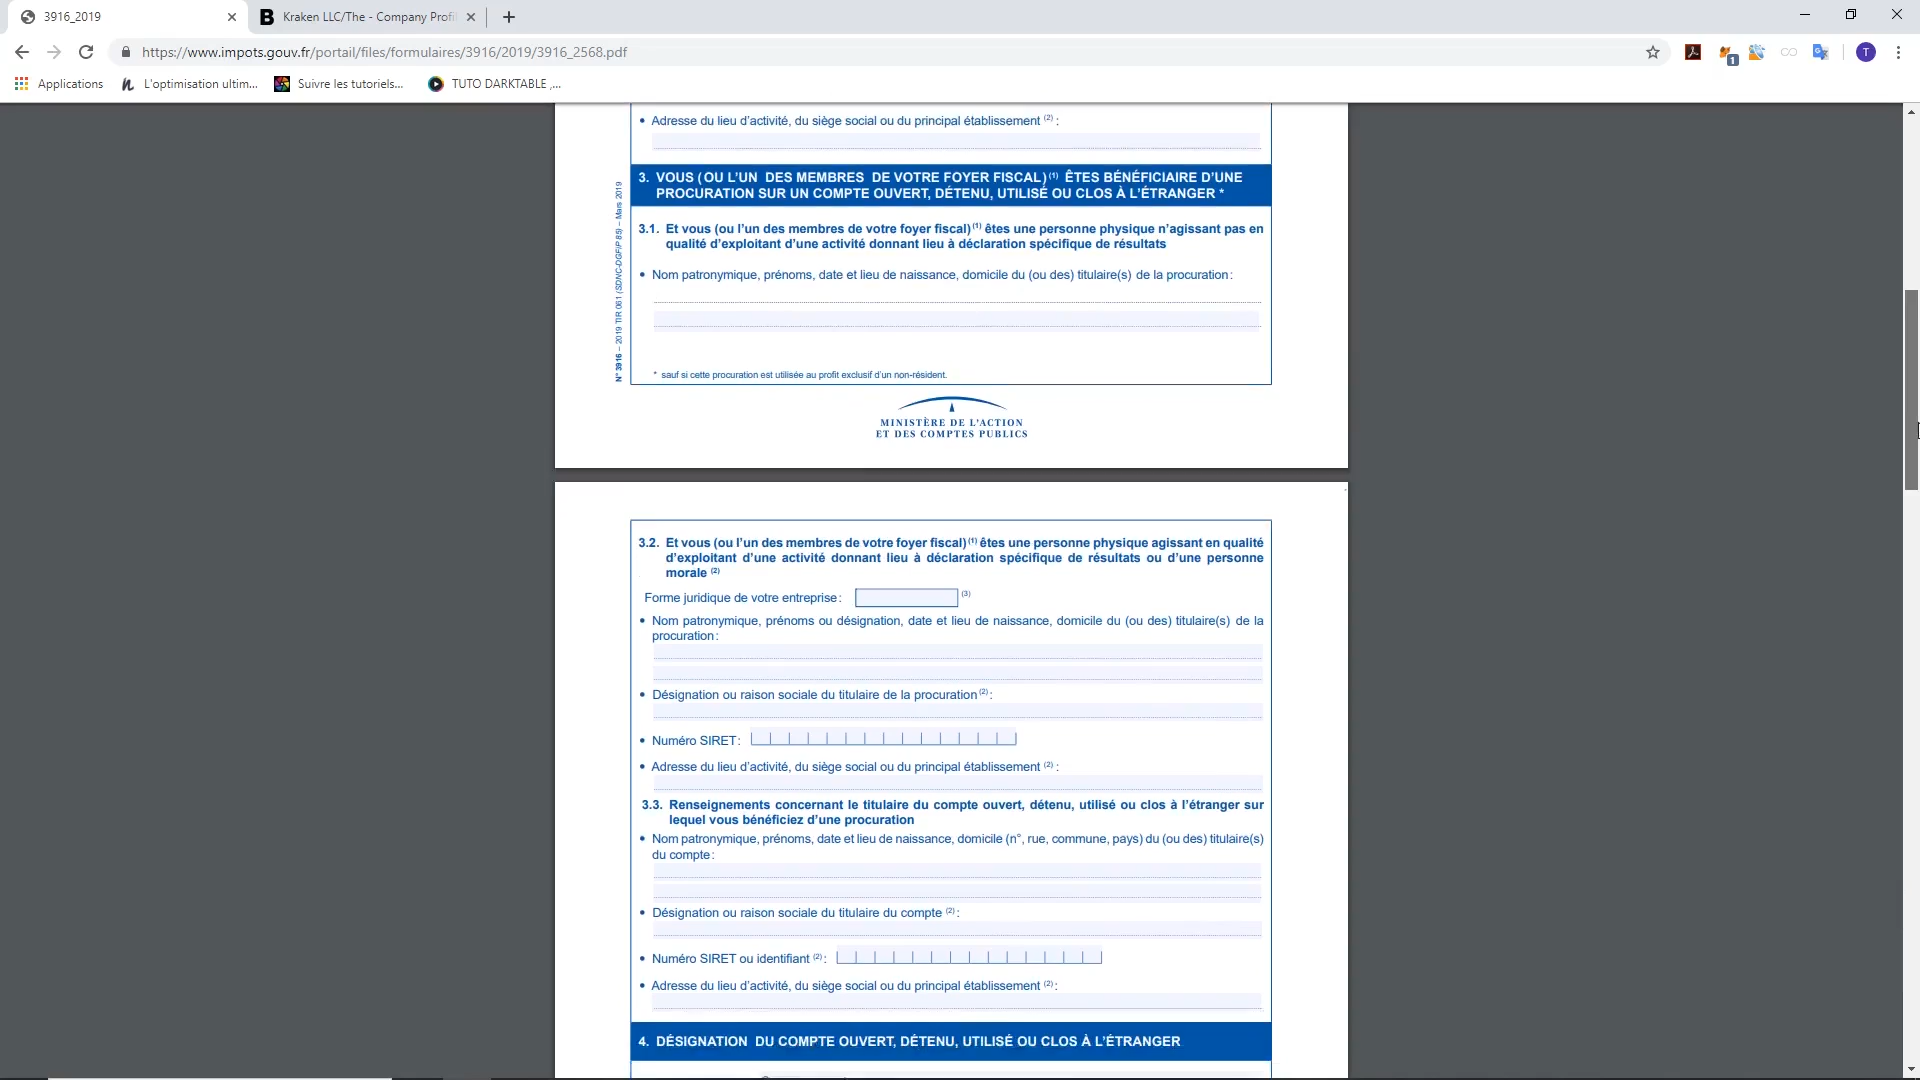 3916_2019
Kraken LLC/The - Company Profi
https://www.impots.gouv.fr/portail/files/formulaires/3916/2019/3916_2568.pdf
1
T
Applications
L'optimisation ultim...
Suivre les tutoriels...
TUTO DARKTABLE ,...
• Adresse du lieu d'activité, du siège social ou du principal établissement (2) :
3. VOUS (OU L'UN DES MEMBRES DE VOTRE FOYER FISCAL) (1) ÊTES BÉNÉFICIAIRE D'UNE
PROCURATION SUR UN COMPTE OUVERT, DÉTENU, UTILISÉ OU CLOS À L'ÉTRANGER *
3.1. Et vous (ou l'un des membres de votre foyer fiscal) (1) êtes une personne physique n'agissant pas en
qualité d'exploitant d'une activité donnant lieu à déclaration spécifique de résultats
• Nom patronymique, prénoms, date et lieu de naissance, domicile du (ou des) titulaire(s) de la procuration :
* sauf si cette procuration est utilisée au profit exclusif d'un non-résident.
N° 3916 – 2019 TIR 061 (SDNC-DGFIP 85) – Mars 2019
MINISTÈRE DE L'ACTION
ET DES COMPTES PUBLICS
3.2. Et vous (ou l'un des membres de votre foyer fiscal) (1) êtes une personne physique agissant en qualité
d'exploitant d'une activité donnant lieu à déclaration spécifique de résultats ou d'une personne
morale (2)
Forme juridique de votre entreprise : (3)
• Nom patronymique, prénoms ou désignation, date et lieu de naissance, domicile du (ou des) titulaire(s) de la
procuration :
• Désignation ou raison sociale du titulaire de la procuration (2) :
• Numéro SIRET :
• Adresse du lieu d'activité, du siège social ou du principal établissement (2) :
3.3. Renseignements concernant le titulaire du compte ouvert, détenu, utilisé ou clos à l'étranger sur
lequel vous bénéficiez d'une procuration
• Nom patronymique, prénoms, date et lieu de naissance, domicile (n°, rue, commune, pays) du (ou des) titulaire(s)
du compte :
• Désignation ou raison sociale du titulaire du compte (2) :
• Numéro SIRET ou identifiant (2) :
• Adresse du lieu d'activité, du siège social ou du principal établissement (2) :
4. DÉSIGNATION DU COMPTE OUVERT, DÉTENU, UTILISÉ OU CLOS À L'ÉTRANGER